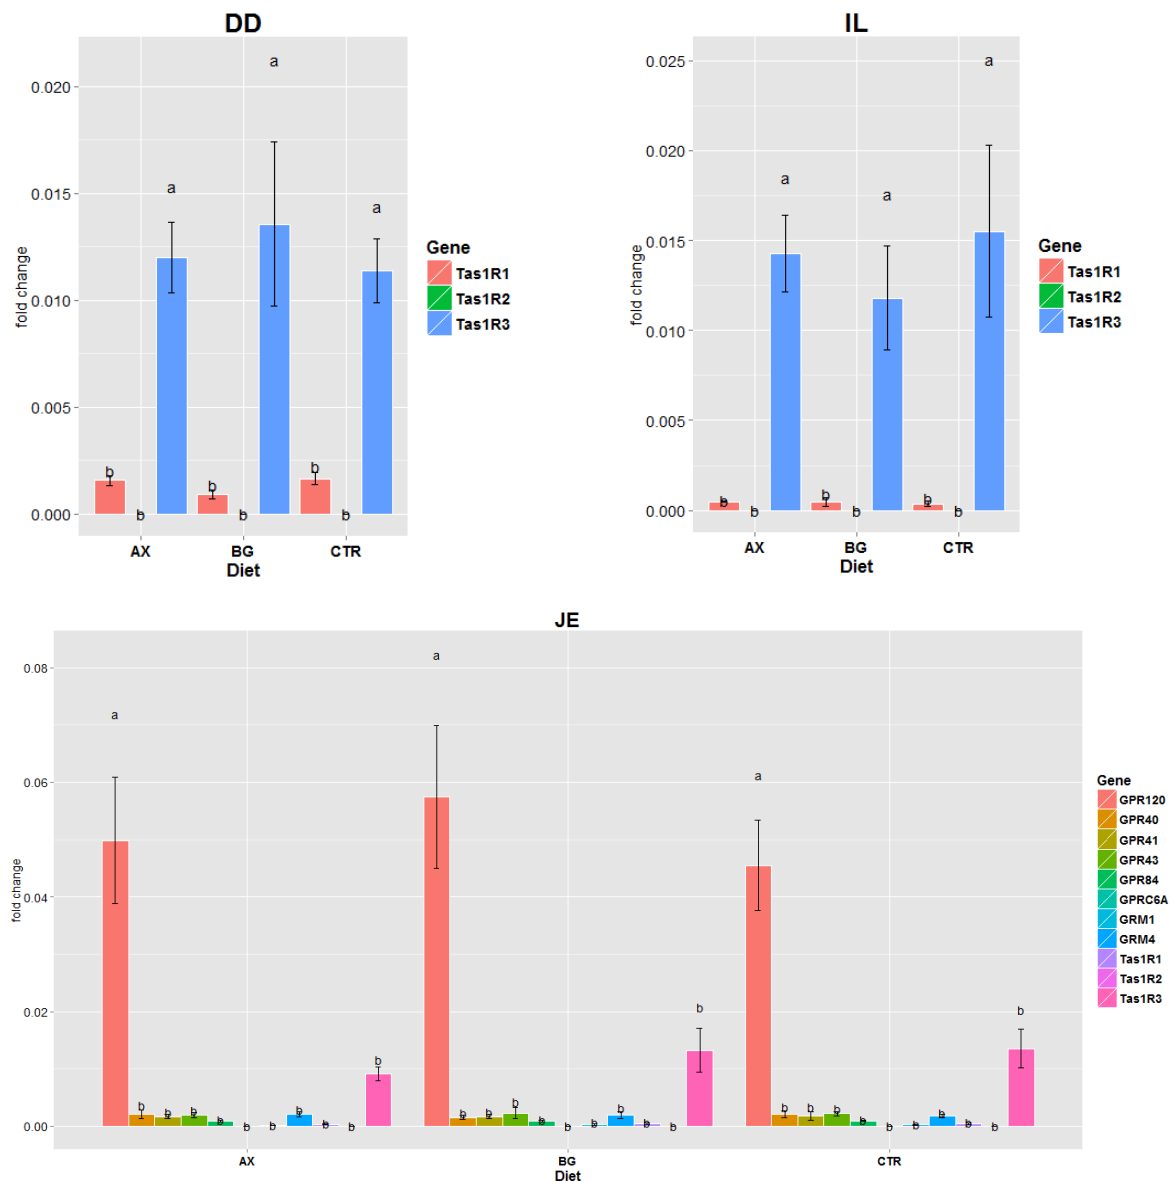 DD
a
a
a
0.020
0.015
0.010
0.005
0.000
fold change
b
b
b
b
b
b
AX
BG
CTR
Diet
Gene
Tas1R1
Tas1R2
Tas1R3
IL
a
a
a
0.025
0.020
0.015
0.010
0.005
0.000
fold change
b
b
b
b
b
b
AX
BG
CTR
Diet
Gene
Tas1R1
Tas1R2
Tas1R3
JE
0.08
0.06
0.04
0.02
0.00
fold change
a
b
b
b
b
b
b
b
b
b
b
a
b
b
b
b
b
b
b
b
b
b
a
b
b
b
b
b
b
b
b
b
b
AX
BG
CTR
Diet
Gene
GPR120
GPR40
GPR41
GPR43
GPR84
GPRC6A
GRM1
GRM4
Tas1R1
Tas1R2
Tas1R3